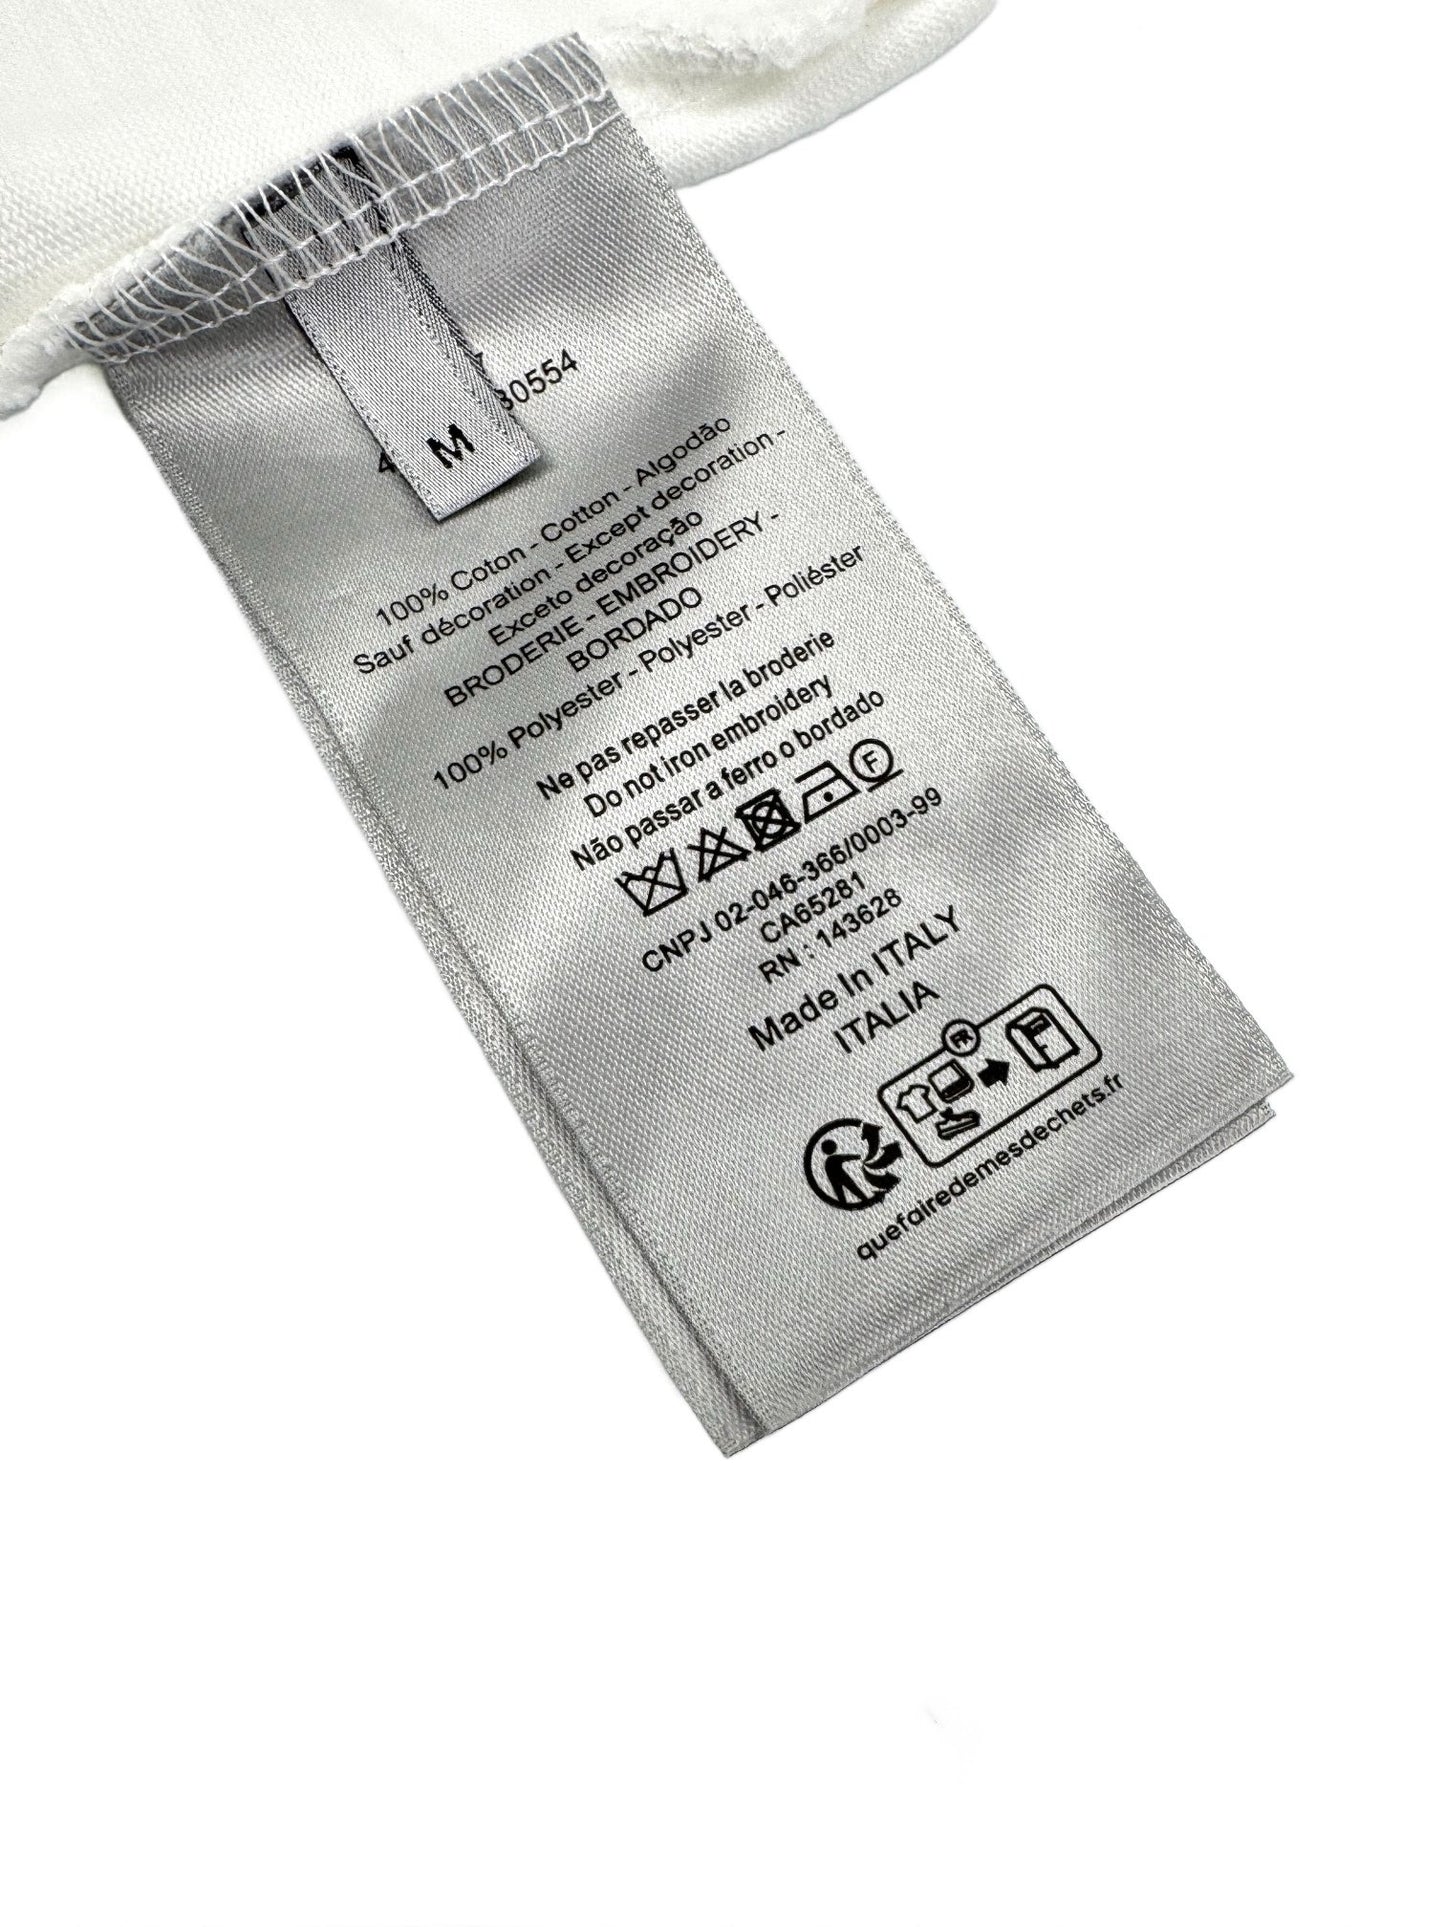 M
30554
100% Coton - Cotton - Algodão
Sauf décoration - Except decoration -
Exceto decoração
BRODERIE - EMBROIDERY -
BORDADO
100% Polyester - Polyester - Poliéster
Ne pas repasser la broderie
Do not iron embroidery
Não passar a ferro o bordado
F
CNPJ 02-046-366/0003-99
CA65281
RN : 143628
Made In ITALY
ITALIA
FR
quefairedemesdechets.fr